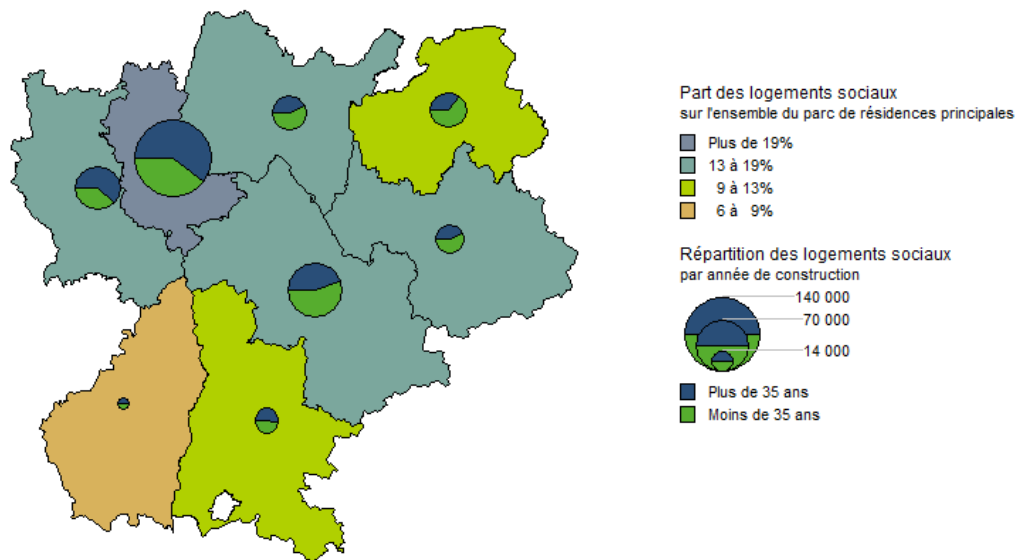 Part des logements sociaux
sur l'ensemble du parc de résidences principales
Plus de 19%
13 à 19%
9 à 13%
6 à 9%
Répartition des logements sociaux
par année de construction
140 000
70 000
14 000
Plus de 35 ans
Moins de 35 ans